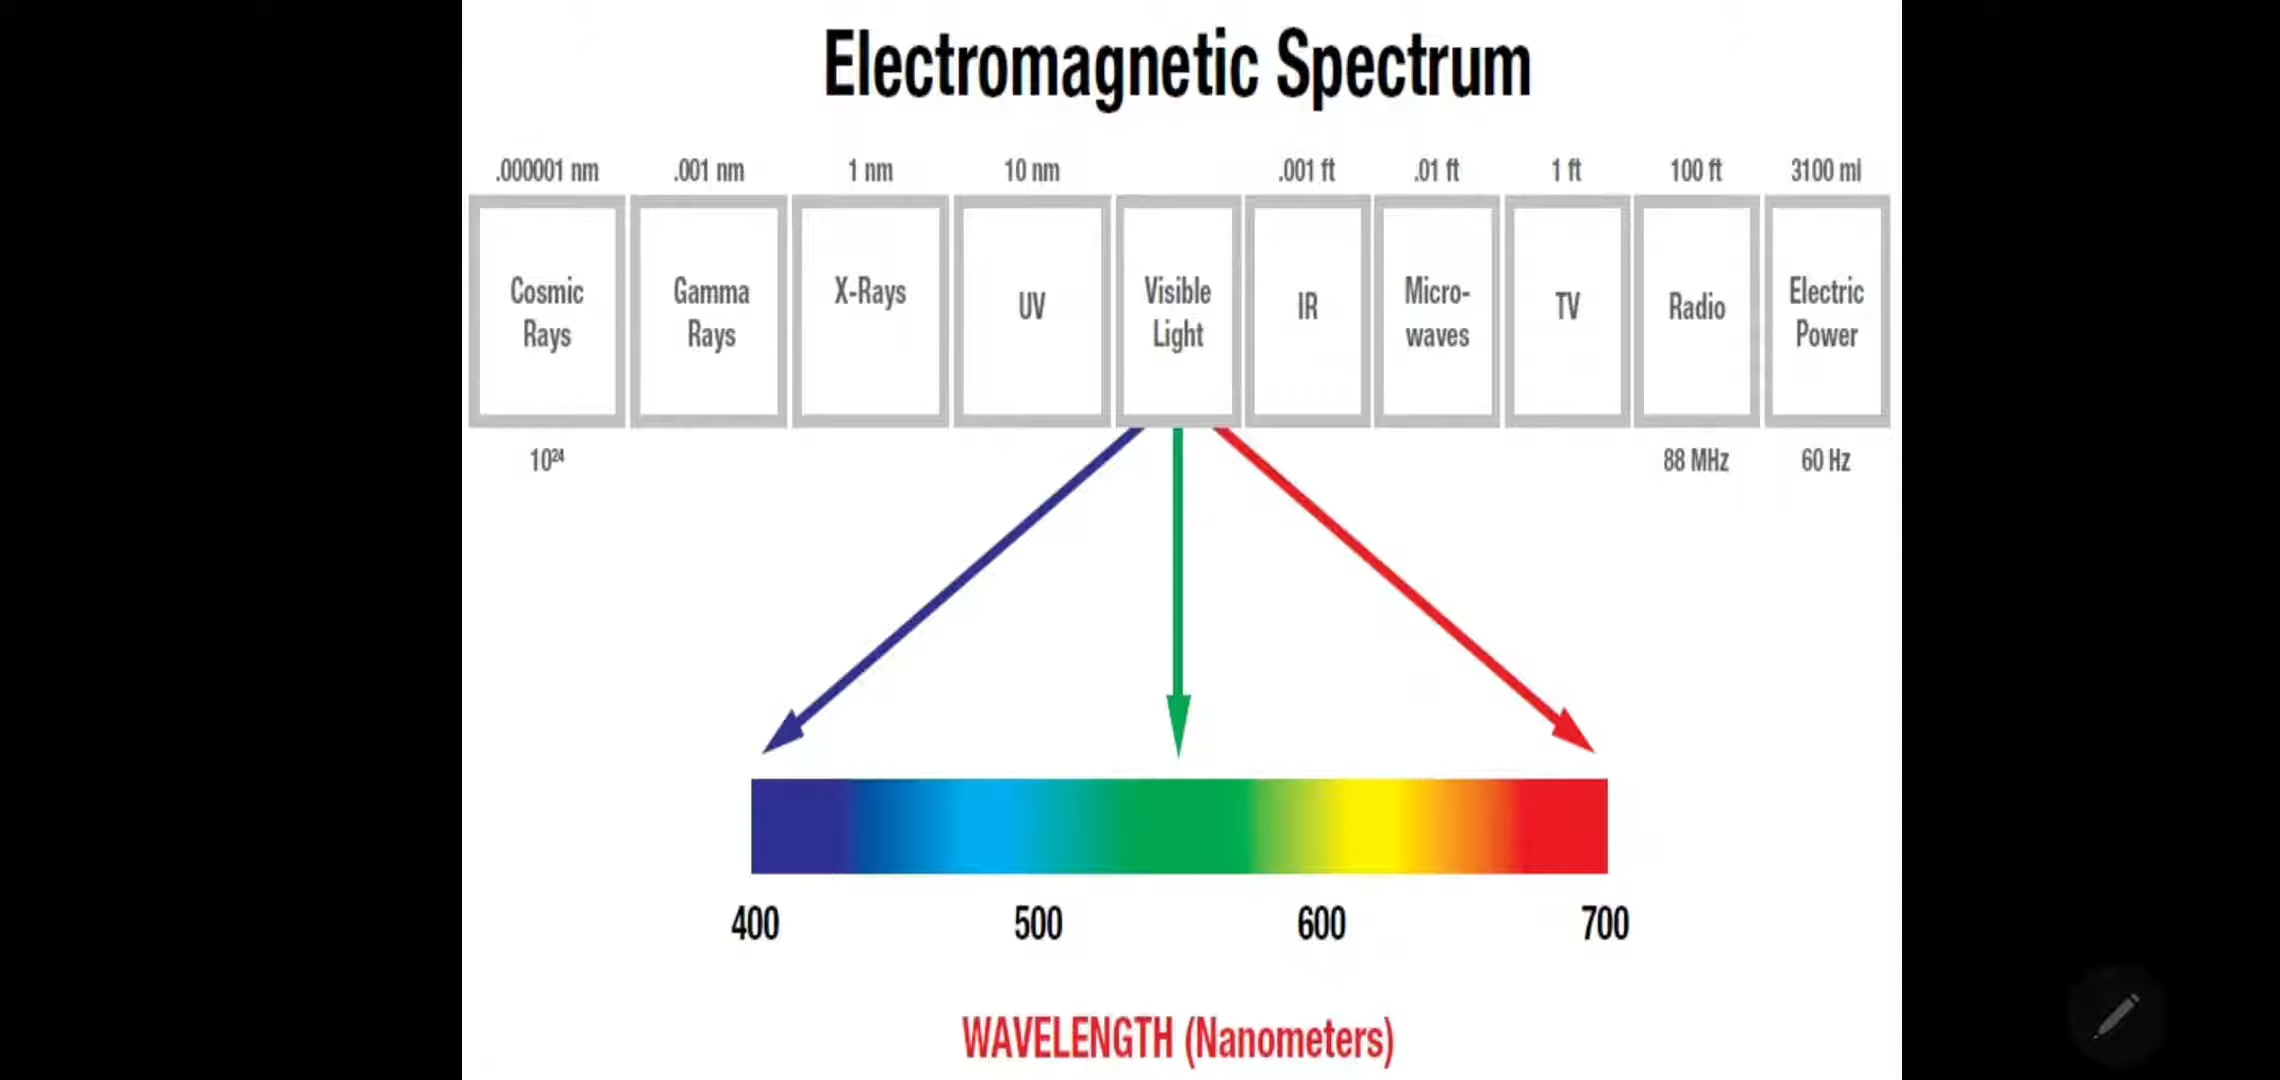 Electromagnetic Spectrum
.000001 nm .001 nm 1 nm 10 nm .001 ft .01 ft 1 ft 100 ft 3100 mi
Cosmic
Rays
Gamma
Rays
X-Rays
UV
Visible
Light
IR
Micro-
waves
TV
Radio
Electric
Power
10²⁴ 88 MHz 60 Hz
400 500 600 700
WAVELENGTH (Nanometers)